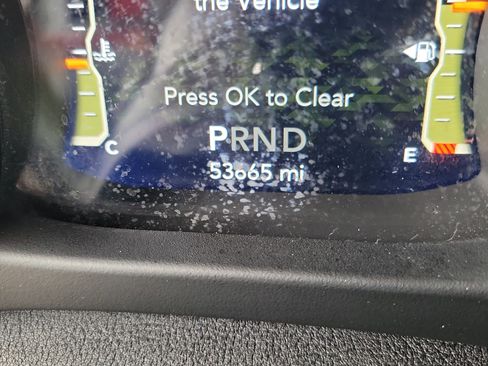 the Vehicle
Press OK to Clear
PRND
53665 mi
C
E